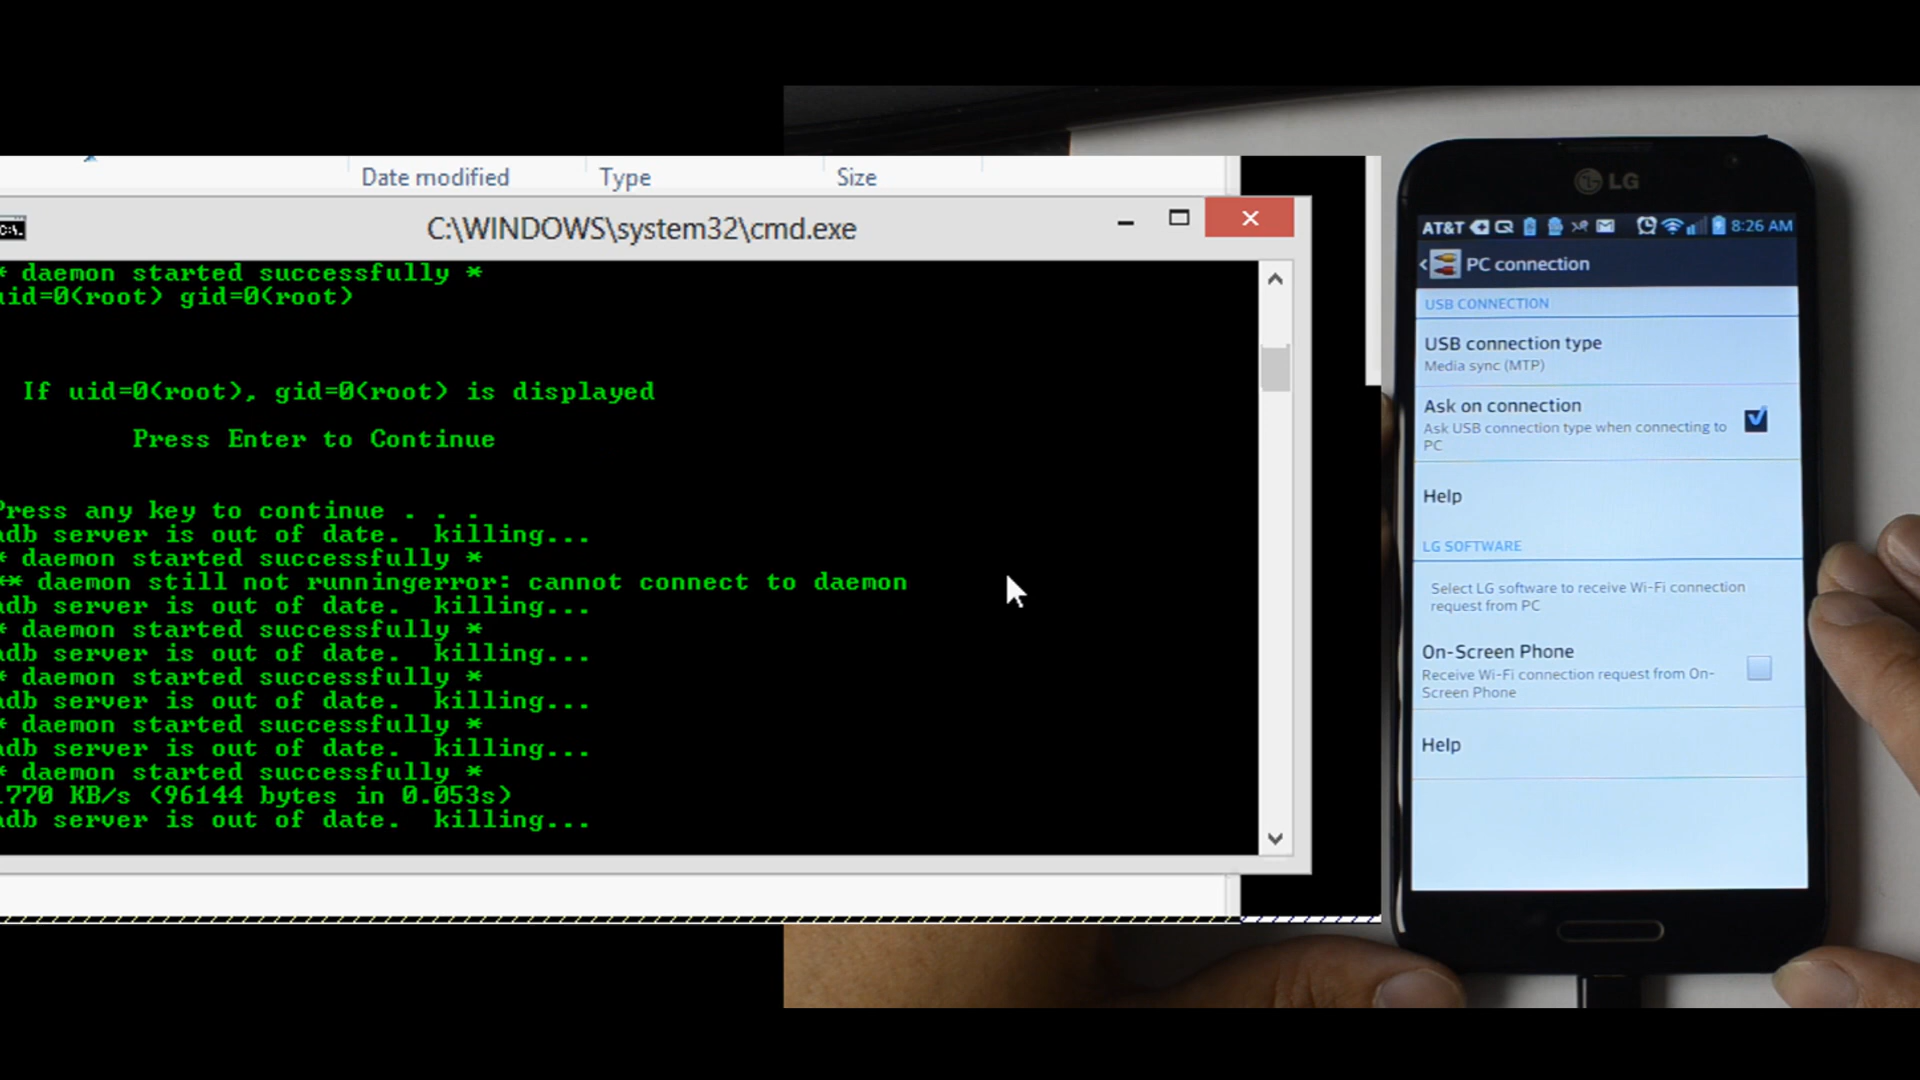 Date modified Type Size
C:\WINDOWS\system32\cmd.exe
* daemon started successfully *
uid=0(root) gid=0(root)
If uid=0(root), gid=0(root) is displayed
Press Enter to Continue
Press any key to continue . . .
adb server is out of date.  killing...
* daemon started successfully *
** daemon still not runningerror: cannot connect to daemon
adb server is out of date.  killing...
* daemon started successfully *
adb server is out of date.  killing...
* daemon started successfully *
adb server is out of date.  killing...
* daemon started successfully *
adb server is out of date.  killing...
* daemon started successfully *
770 KB/s (96144 bytes in 0.053s)
adb server is out of date.  killing...
LG
AT&T 8:26 AM
PC connection
USB CONNECTION
USB connection type
Media sync (MTP)
Ask on connection
Ask USB connection type when connecting to
PC
Help
LG SOFTWARE
Select LG software to receive Wi-Fi connection
request from PC
On-Screen Phone
Receive Wi-Fi connection request from On-
Screen Phone
Help